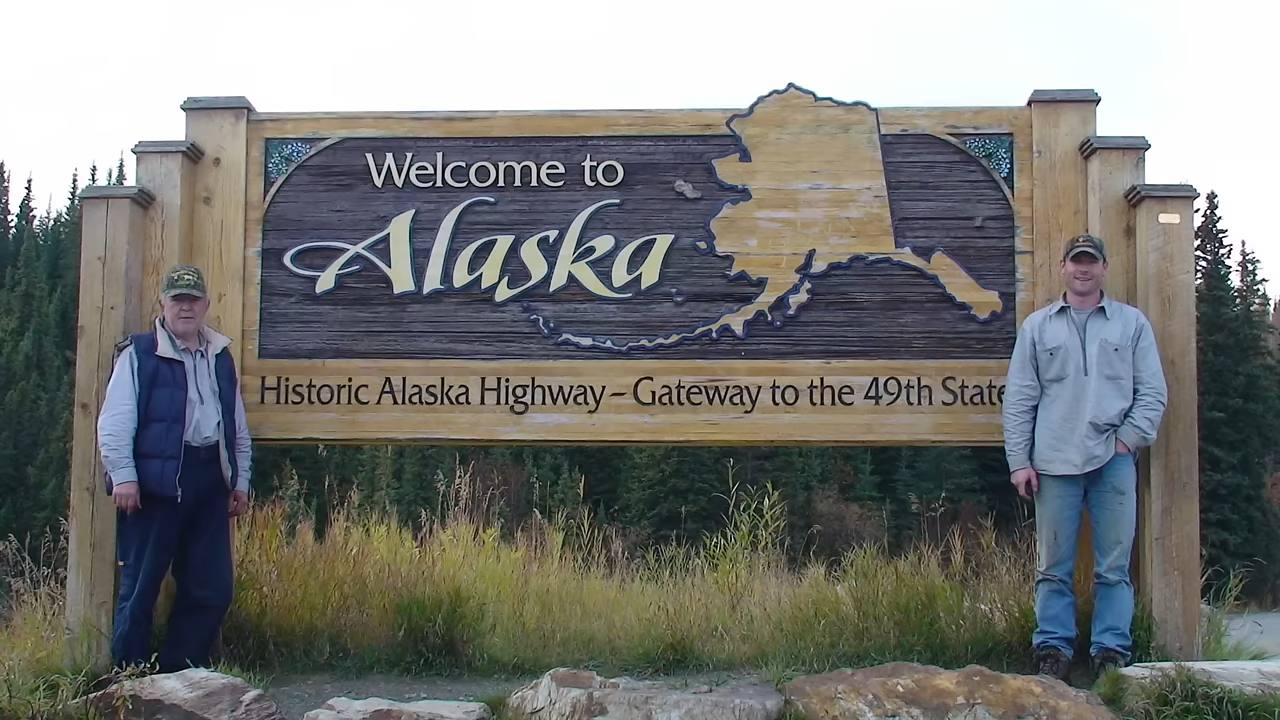 Welcome to
Alaska
Historic Alaska Highway – Gateway to the 49th State